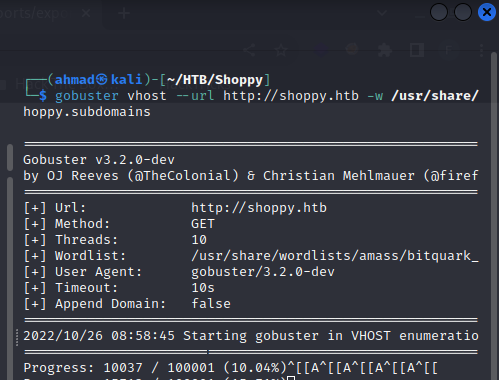 ┌──(ahmad㉿kali)-[~/HTB/Shoppy]
└─$ gobuster vhost --url http://shoppy.htb -w /usr/share/
hoppy.subdomains
===============================================================
Gobuster v3.2.0-dev
by OJ Reeves (@TheColonial) & Christian Mehlmauer (@firef
===============================================================
[+] Url: http://shoppy.htb
[+] Method: GET
[+] Threads: 10
[+] Wordlist: /usr/share/wordlists/amass/bitquark_
[+] User Agent: gobuster/3.2.0-dev
[+] Timeout: 10s
[+] Append Domain: false
===============================================================
2022/10/26 08:58:45 Starting gobuster in VHOST enumeratio
===============================================================
Progress: 10037 / 100001 (10.04%)^[[A^[[A^[[A^[[A^[[